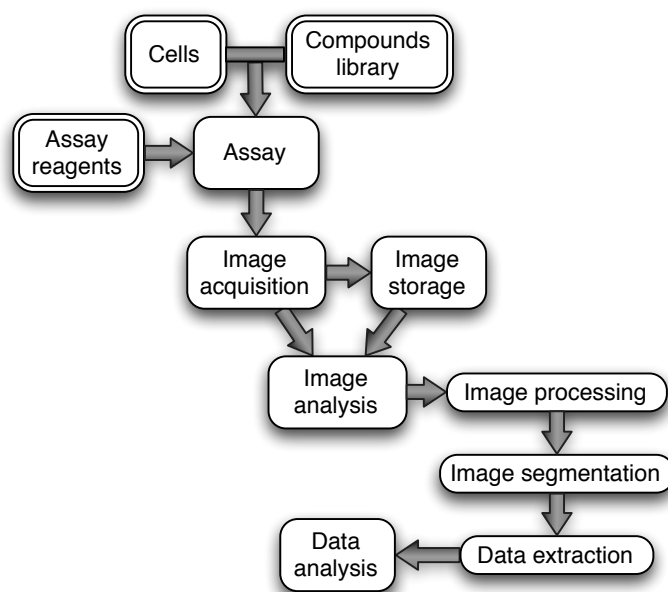 Cells
Compounds
library
Assay
reagents
Assay
Image
acquisition
Image
storage
Image
analysis
Image processing
Image segmentation
Data extraction
Data
analysis